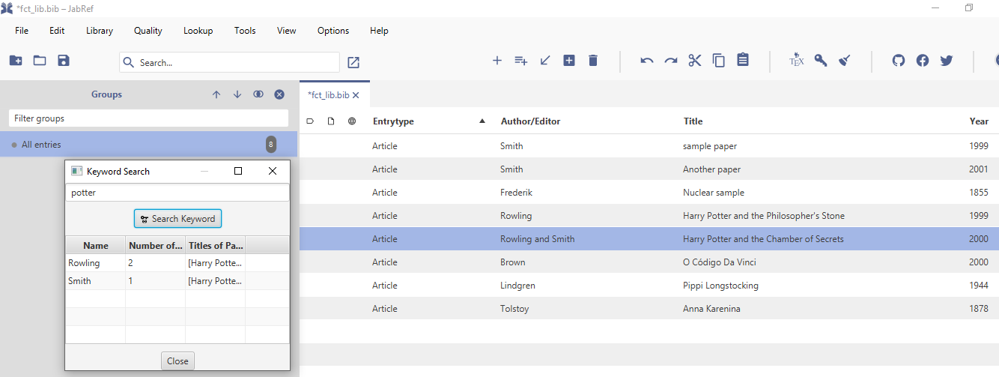 *fct_lib.bib – JabRef
File Edit Library Quality Lookup Tools View Options Help
Search...
TEX
Groups
Filter groups
All entries 8
Keyword Search
potter
Search Keyword
Name Number of... Titles of Pa...
Rowling 2 [Harry Potte...
Smith 1 [Harry Potte...
Close
*fct_lib.bib
Entrytype Author/Editor Title Year
Article Smith sample paper 1999
Article Smith Another paper 2001
Article Frederik Nuclear sample 1855
Article Rowling Harry Potter and the Philosopher's Stone 1999
Article Rowling and Smith Harry Potter and the Chamber of Secrets 2000
Article Brown O Código Da Vinci 2000
Article Lindgren Pippi Longstocking 1944
Article Tolstoy Anna Karenina 1878